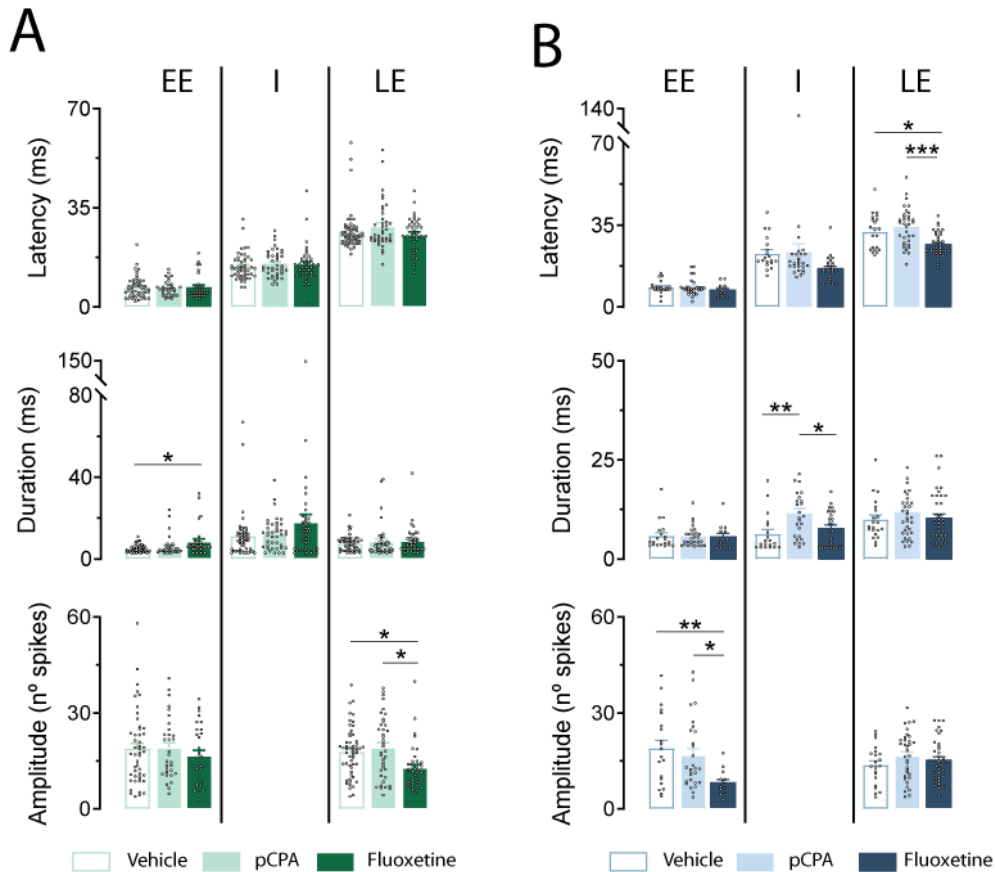 A
EE I LE
Latency (ms)
70
35
0
Duration (ms)
150
80
40
0
*
Amplitude (nº spikes)
60
30
0
*
*
Vehicle pCPA Fluoxetine
B
EE I LE
Latency (ms)
140
70
35
0
*
***
Duration (ms)
50
25
0
**
*
Amplitude (nº spikes)
60
30
0
**
*
Vehicle pCPA Fluoxetine